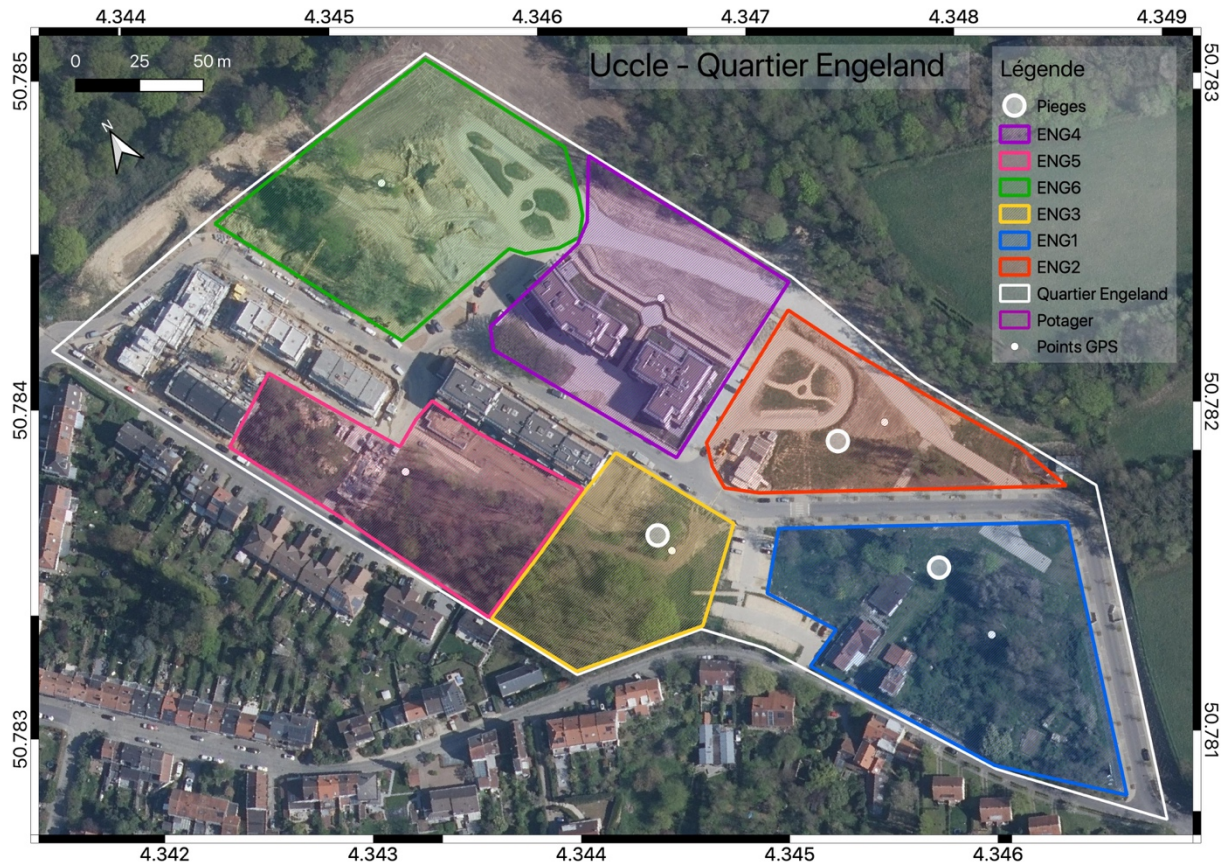 4.344 4.345 4.346 4.347 4.348 4.349
0 25 50 m
N
Uccle - Quartier Engeland
Légende
Pieges
ENG4
ENG5
ENG6
ENG3
ENG1
ENG2
Quartier Engeland
Potager
Points GPS
50.785
50.784
50.783
50.783
50.782
50.781
4.342 4.343 4.344 4.345 4.346